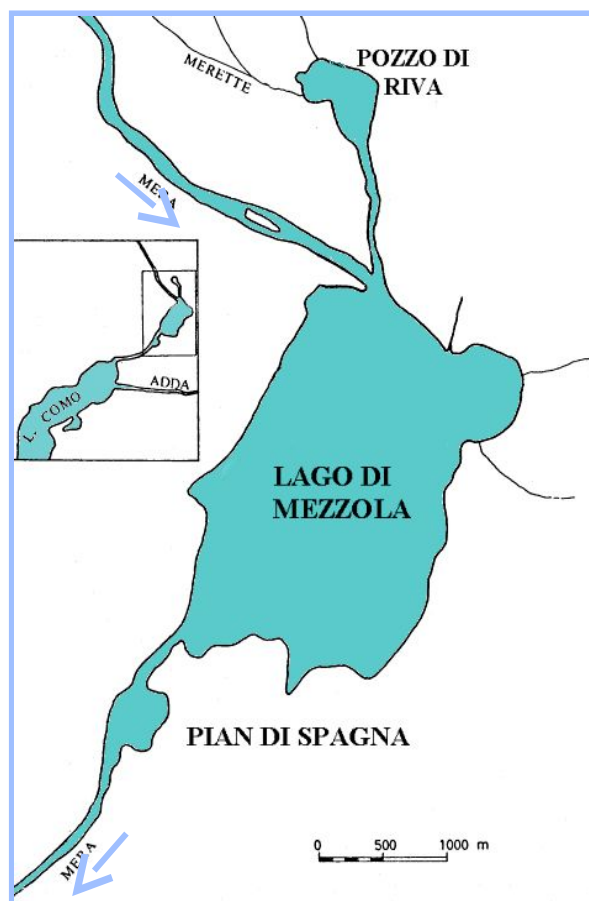 POZZO DI
RIVA
MERETTE
MERA
ADDA
L. COMO
LAGO DI
MEZZOLA
PIAN DI SPAGNA
0 500 1000 m
MERA